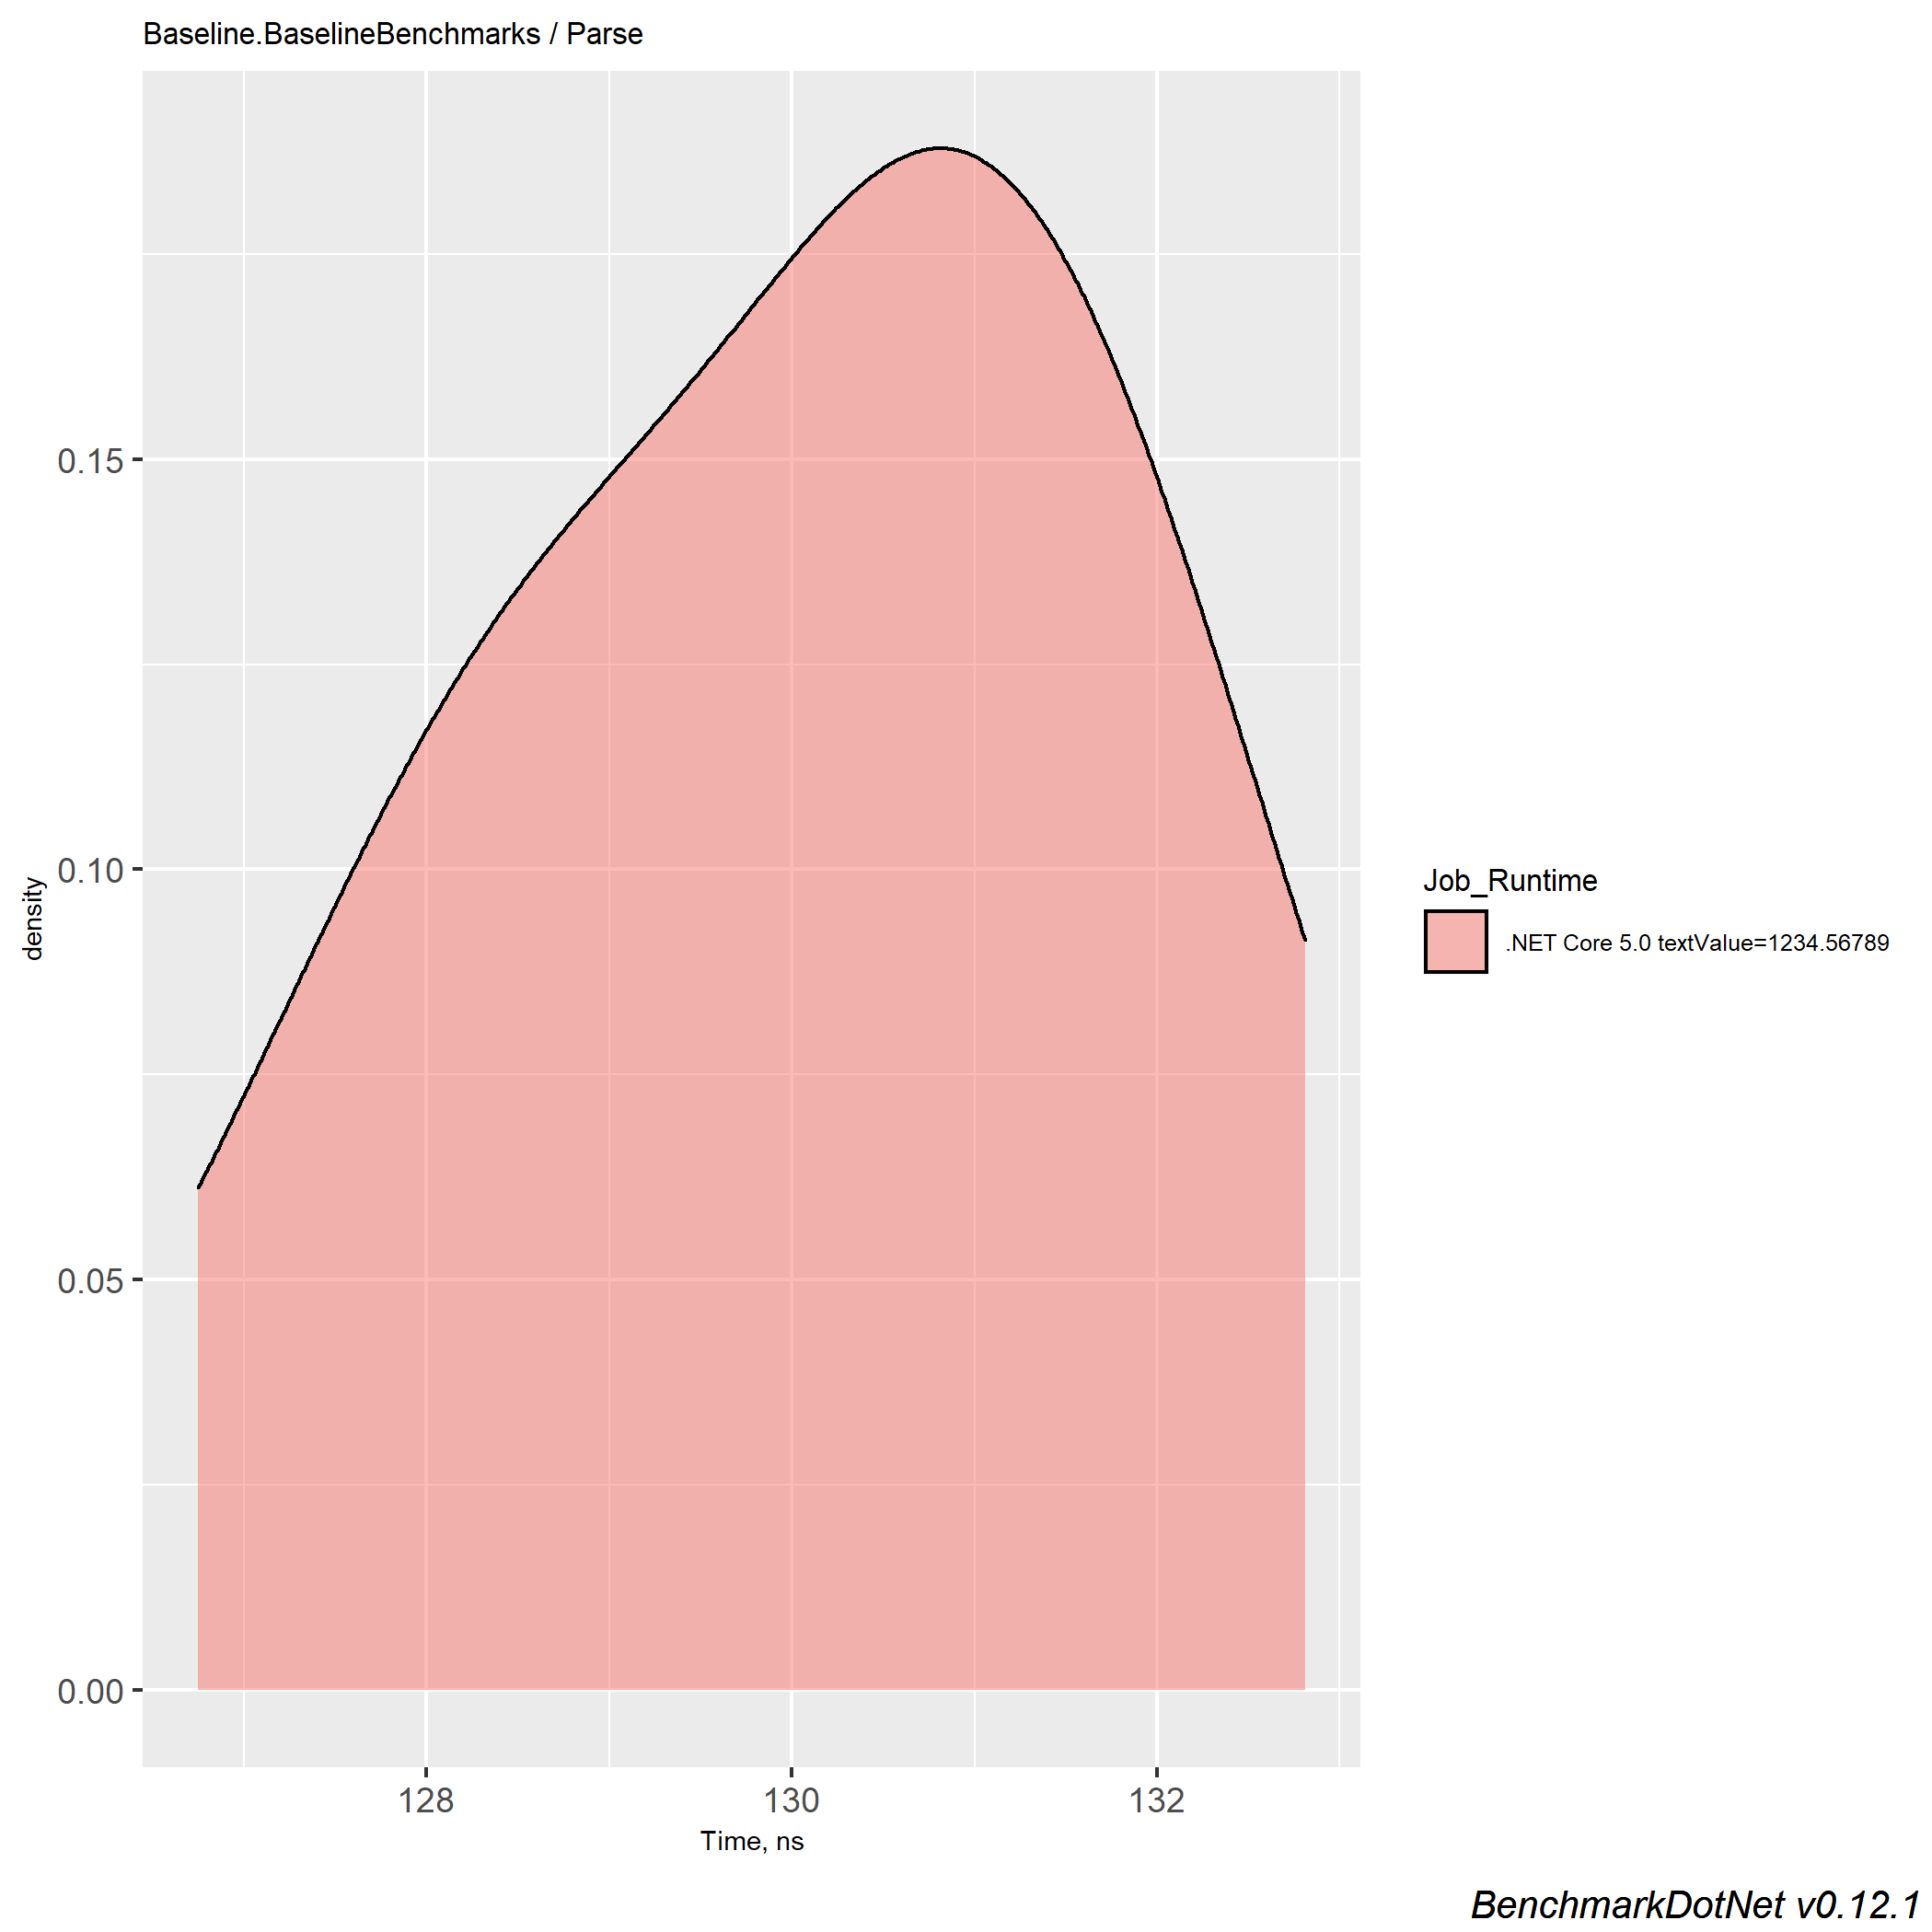 Baseline.BaselineBenchmarks / Parse
0.15
0.10
0.05
0.00
density
128 130 132
Time, ns
Job_Runtime
.NET Core 5.0 textValue=1234.56789
BenchmarkDotNet v0.12.1